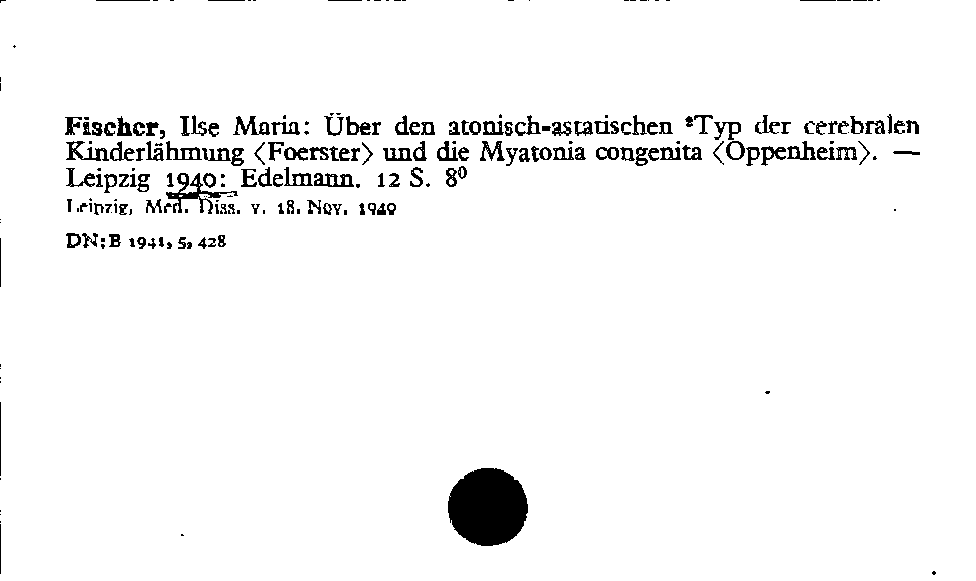 Fischer, Ilse Maria: Über den atonisch-astatischen *Typ der cerebralen
Kinderlähmung <Foerster> und die Myatonia congenita <Oppenheim>. —
Leipzig 1940: Edelmann. 12 S. 8⁰
Leipzig, Med. Diss. v. 18. Nov. 1940
DN;B 1941, 5, 428